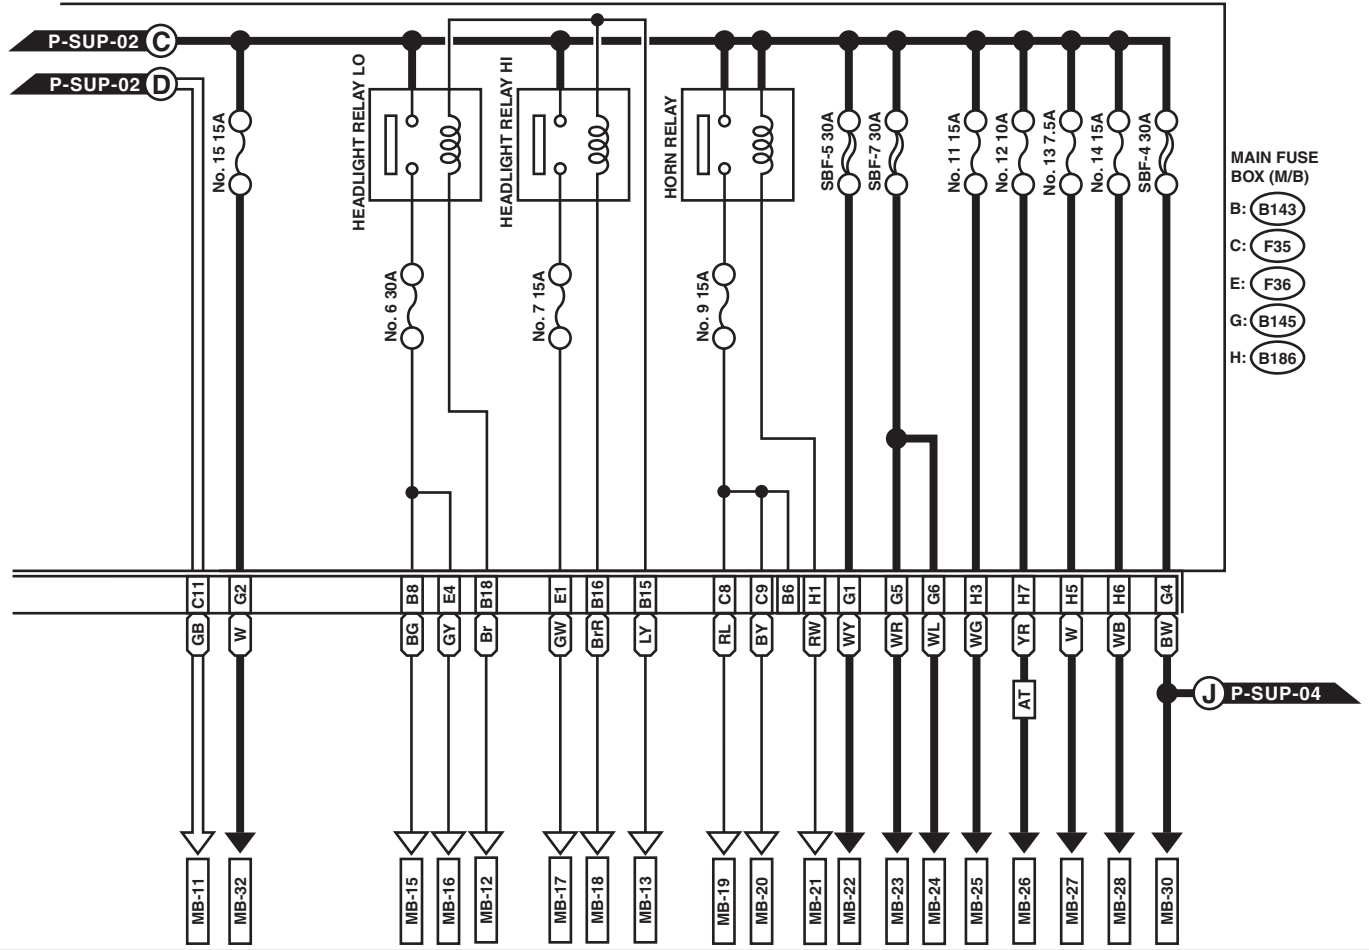 P-SUP-02 C
P-SUP-02 D
No. 15 15A
HEADLIGHT RELAY LO
HEADLIGHT RELAY HI
HORN RELAY
SBF-5 30A
SBF-7 30A
No. 11 15A
No. 12 10A
No. 13 7.5A
No. 14 15A
SBF-4 30A
MAIN FUSE
BOX (M/B)
B: B143
C: F35
E: F36
G: B145
H: B186
No. 6 30A
No. 7 15A
No. 9 15A
C11 G2 B8 E4 B18 E1 B16 B15 C8 C9 B6 H1 G1 G5 G6 H3 H7 H5 H6 G4
GB W BG GY Br GW BrR LY RL BY RW WY WR WL WG YR W WB BW
AT
J P-SUP-04
MB-11 MB-32 MB-15 MB-16 MB-12 MB-17 MB-18 MB-13 MB-19 MB-20 MB-21 MB-22 MB-23 MB-24 MB-25 MB-26 MB-27 MB-28 MB-30